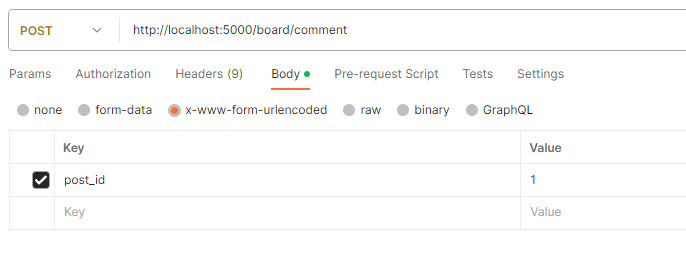 POST http://localhost:5000/board/comment
Params Authorization Headers (9) Body Pre-request Script Tests Settings
none form-data x-www-form-urlencoded raw binary GraphQL
Key Value
post_id 1
Key Value